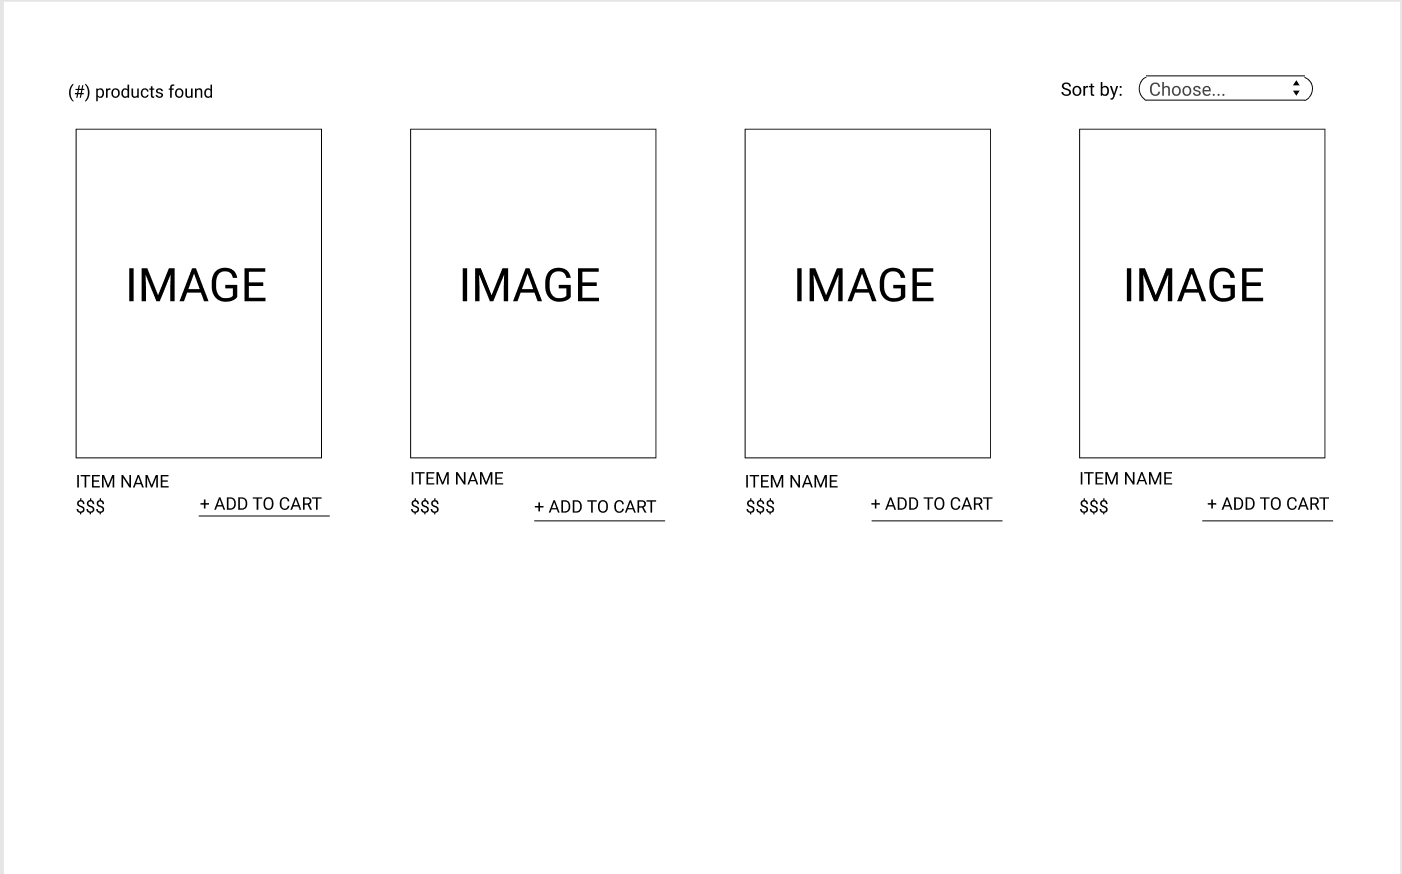 (#) products found
Sort by: Choose...
IMAGE IMAGE IMAGE IMAGE
ITEM NAME ITEM NAME ITEM NAME ITEM NAME
$$$ + ADD TO CART $$$ + ADD TO CART $$$ + ADD TO CART $$$ + ADD TO CART